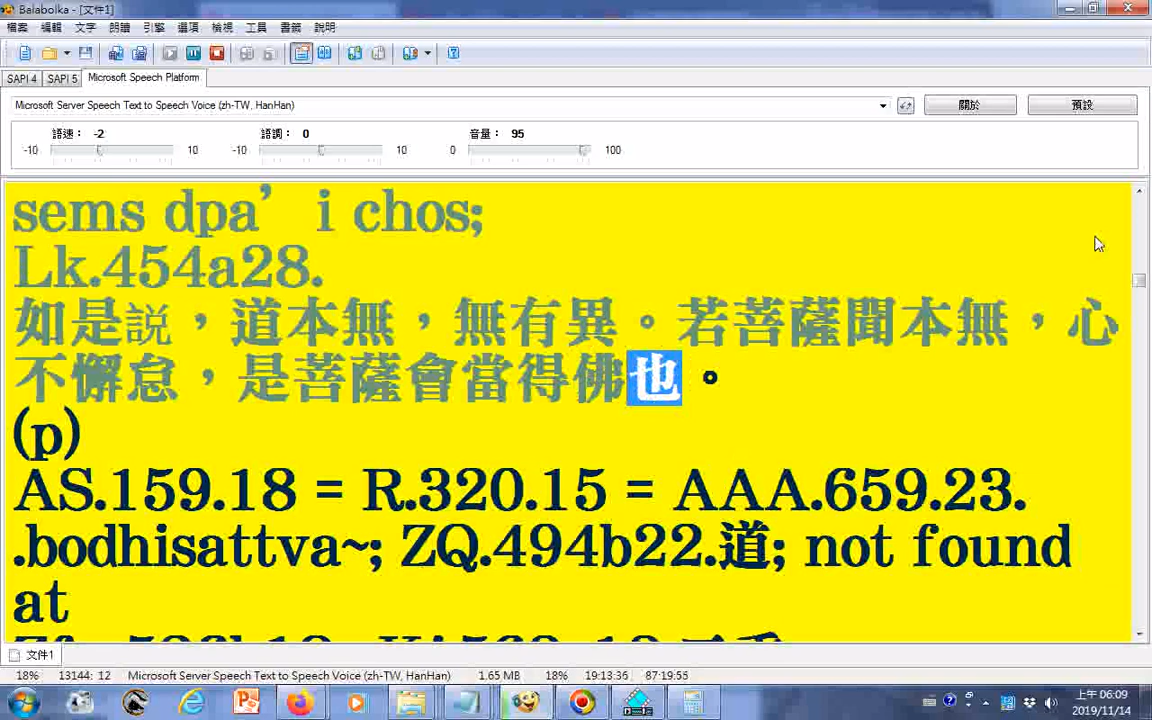 Balabolka - [文件1]
檔案 編輯 文字 朗讀 引擎 選項 檢視 工具 書籤 說明
SAPI 4 SAPI 5 Microsoft Speech Platform
Microsoft Server Speech Text to Speech Voice (zh-TW, HanHan) 關於 預設
語速： -2 語調： 0 音量： 95
-10 10 -10 10 0 100
sems dpa’i chos;
Lk.454a28.
如是説，道本無，無有異。若菩薩聞本無，心
不懈怠，是菩薩會當得佛也。
(p)
AS.159.18 = R.320.15 = AAA.659.23.
.bodhisattva~; ZQ.494b22.道; not found
at
文件1
18% 13144: 12 Microsoft Server Speech Text to Speech Voice (zh-TW, HanHan) 1.65 MB 18% 19:13:36 87:19:55
上午 06:09
2019/11/14